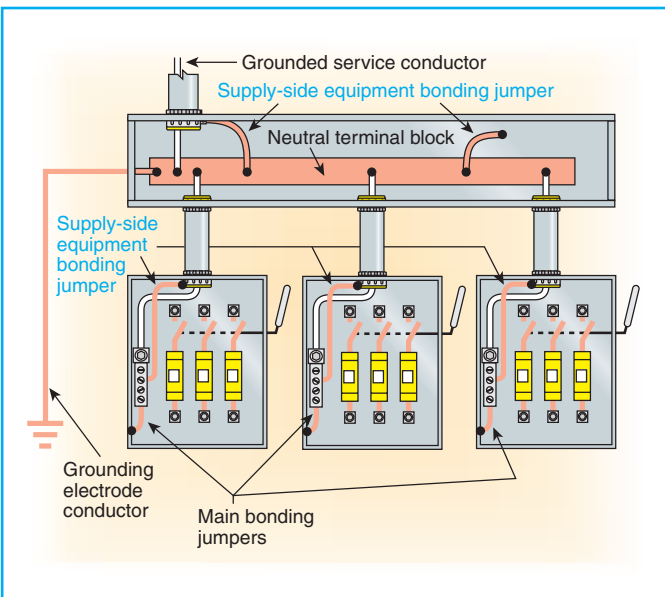 Grounded service conductor
Supply-side equipment bonding jumper
Neutral terminal block
Supply-side
equipment
bonding
jumper
Grounding
electrode
conductor
Main bonding
jumpers